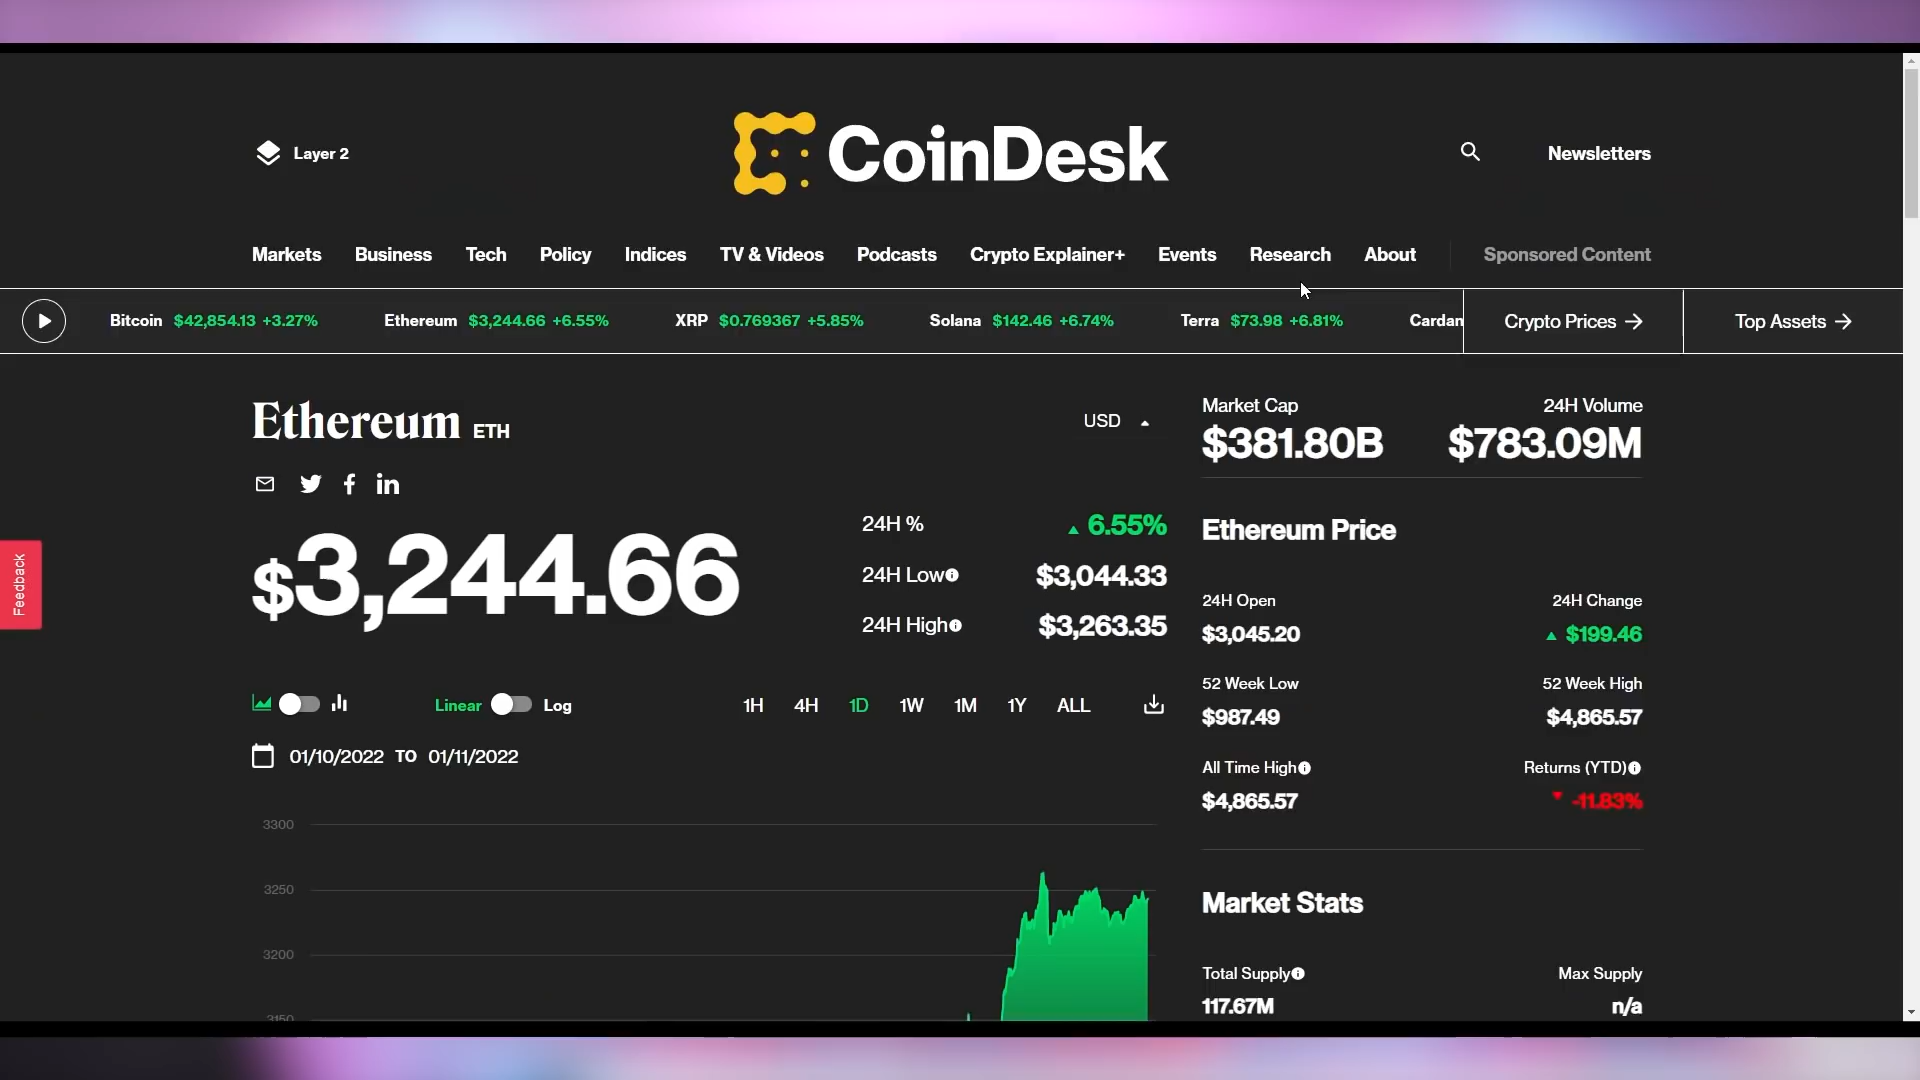 Layer 2
CoinDesk
Newsletters
Markets Business Tech Policy Indices TV & Videos Podcasts Crypto Explainer+ Events Research About Sponsored Content
Bitcoin $42,854.13 +3.27% Ethereum $3,244.66 +6.55% XRP $0.769367 +5.85% Solana $142.46 +6.74% Terra $73.98 +6.81% Cardan Crypto Prices → Top Assets →
Ethereum ETH
USD
Market Cap 24H Volume
$381.80B $783.09M
$3,244.66
24H % 6.55%
24H Low $3,044.33
24H High $3,263.35
Feedback
Ethereum Price
24H Open 24H Change
$3,045.20 $199.46
52 Week Low 52 Week High
$987.49 $4,865.57
All Time High Returns (YTD)
$4,865.57 -11.83%
Linear Log 1H 4H 1D 1W 1M 1Y ALL
01/10/2022 TO 01/11/2022
3300
3250
3200
3150
Market Stats
Total Supply Max Supply
117.67M n/a